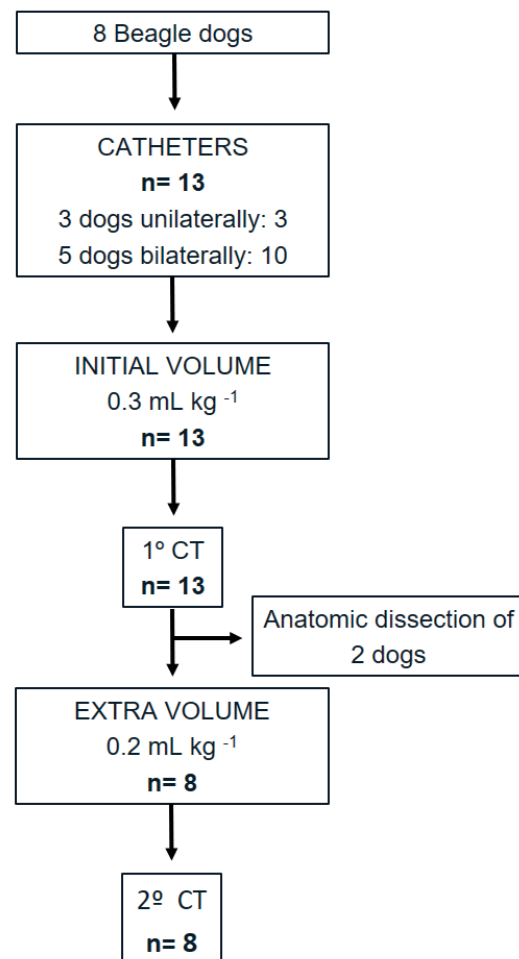 8 Beagle dogs
CATHETERS
n= 13
3 dogs unilaterally: 3
5 dogs bilaterally: 10
INITIAL VOLUME
0.3 mL kg ⁻¹
n= 13
1º CT
n= 13
Anatomic dissection of
2 dogs
EXTRA VOLUME
0.2 mL kg ⁻¹
n= 8
2º CT
n= 8